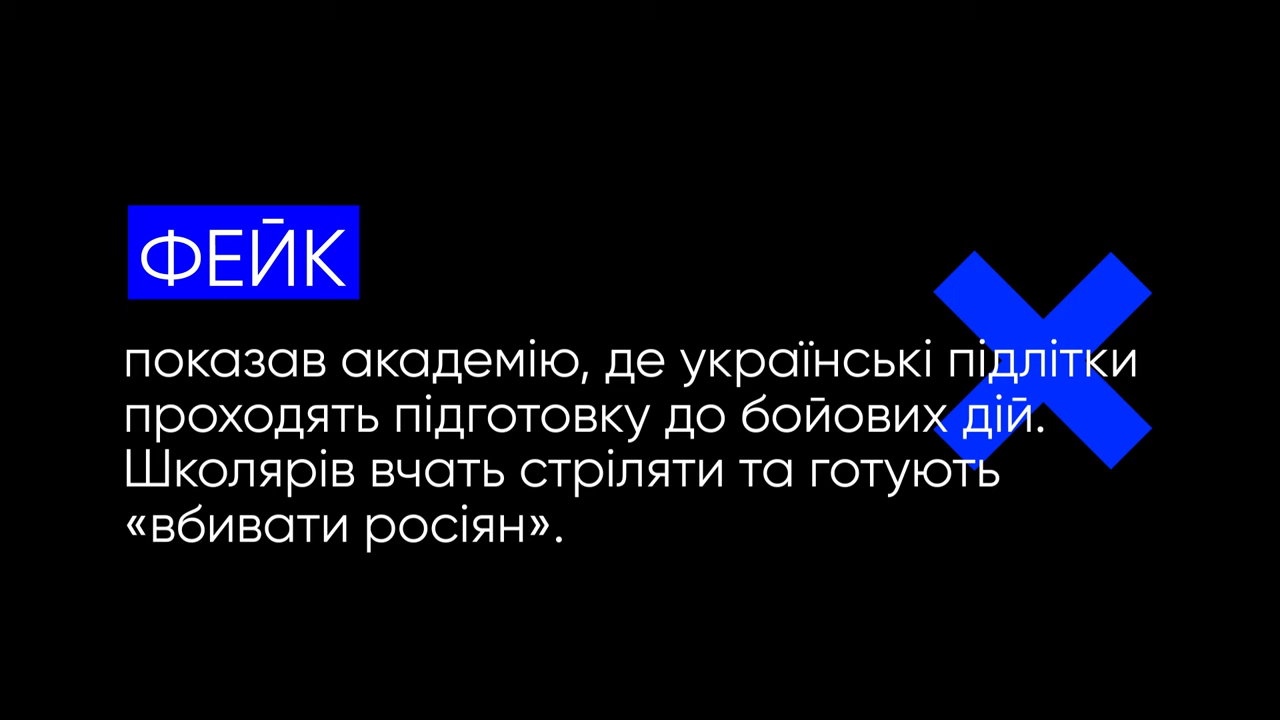 ФЕЙК
показав академію, де українські підлітки
проходять підготовку до бойових дій.
Школярів вчать стріляти та готують
«вбивати росіян».